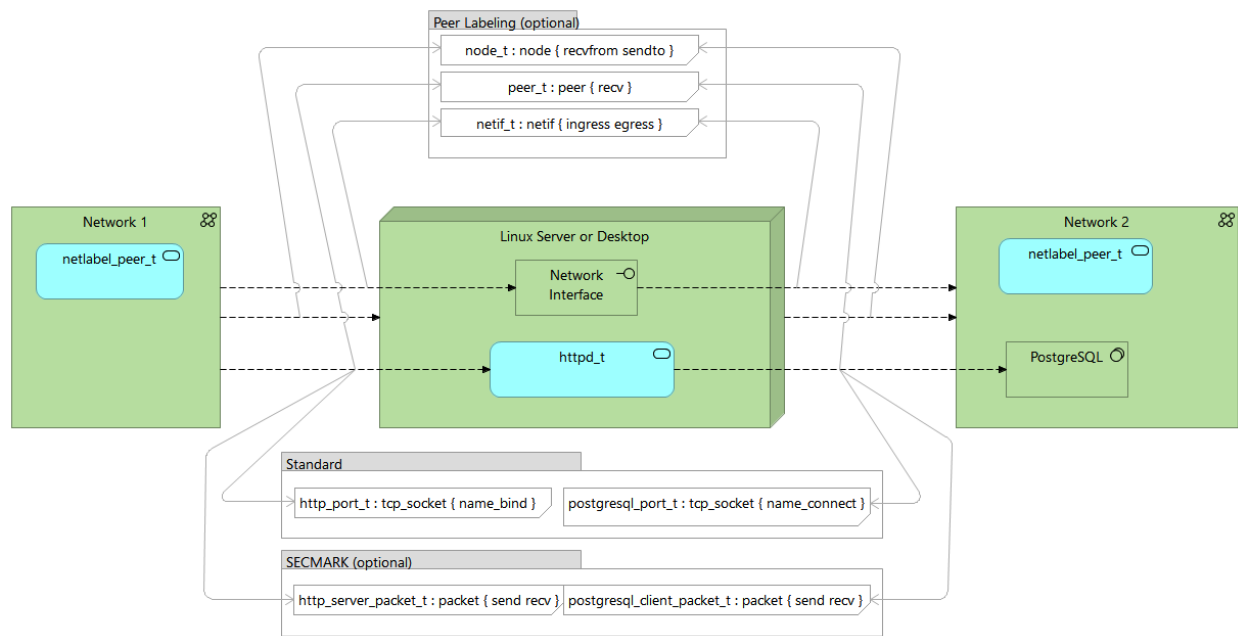 Peer Labeling (optional)
node_t : node { recvfrom sendto }
peer_t : peer { recv }
netif_t : netif { ingress egress }
Network 1
netlabel_peer_t
Linux Server or Desktop
Network
Interface
httpd_t
Network 2
netlabel_peer_t
PostgreSQL
Standard
http_port_t : tcp_socket { name_bind }
postgresql_port_t : tcp_socket { name_connect }
SECMARK (optional)
http_server_packet_t : packet { send recv }
postgresql_client_packet_t : packet { send recv }